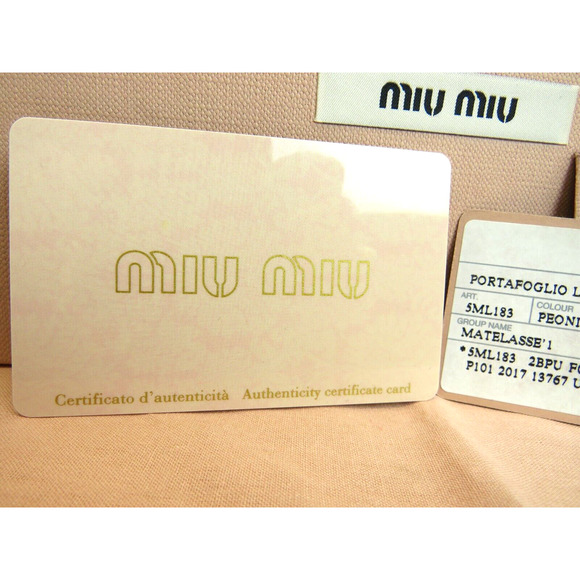 miu miu
miu miu
Certificato d'autenticità Authenticity certificate card
PORTAFOGLIO
ART. COLOUR
5ML183
GROUP NAME
MATELASSE'1
*5ML183 2BPU
P101 2017 13767